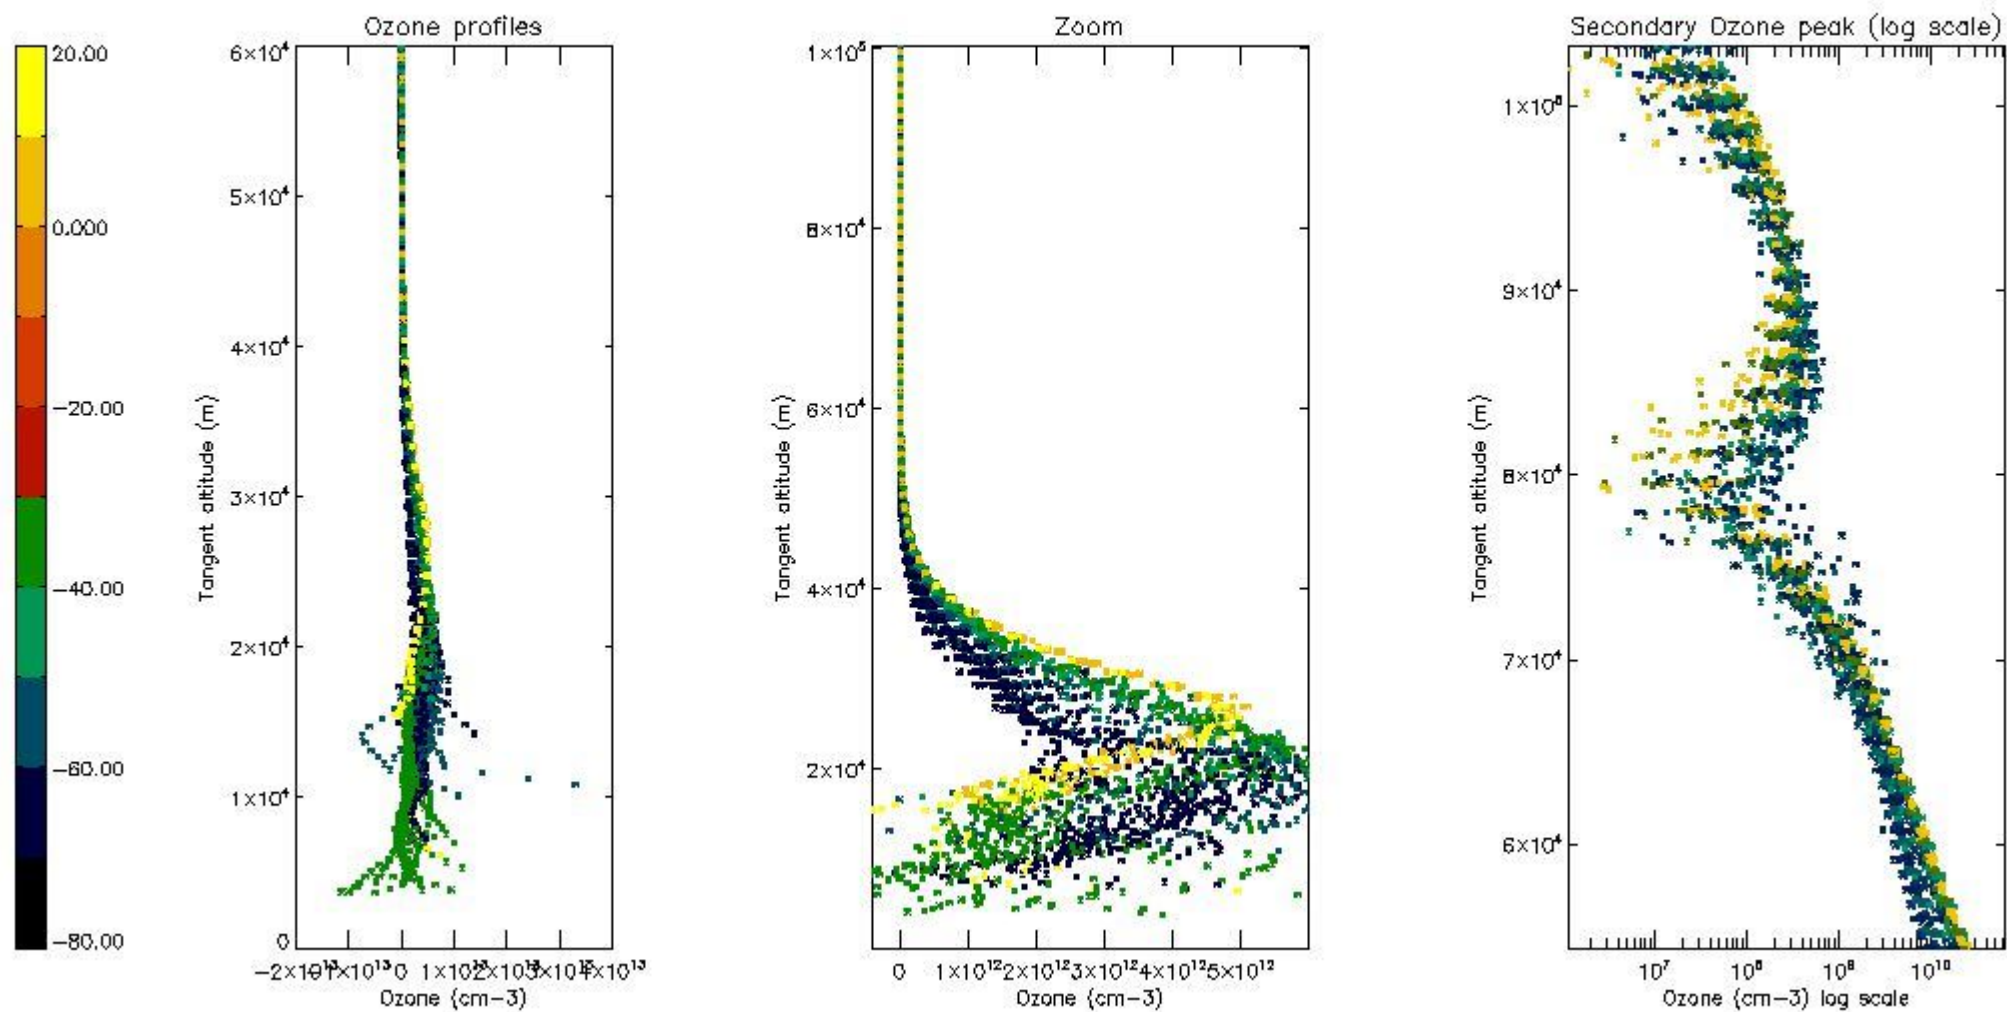 Ozone profiles
Zoom
Secondary Ozone peak (log scale)
20.00
0.000
−20.00
−40.00
−60.00
−80.00
6×10⁴
5×10⁴
4×10⁴
3×10⁴
2×10⁴
1×10⁴
0
Tangent altitude (m)
0
Ozone (cm−3)
1×10⁵
8×10⁴
6×10⁴
4×10⁴
2×10⁴
Tangent altitude (m)
0 1×10¹² 2×10¹² 3×10¹² 4×10¹² 5×10¹²
Ozone (cm−3)
1×10⁵
9×10⁴
8×10⁴
7×10⁴
6×10⁴
Tangent altitude (m)
10⁷ 10⁸ 10⁹ 10¹⁰
Ozone (cm−3) log scale